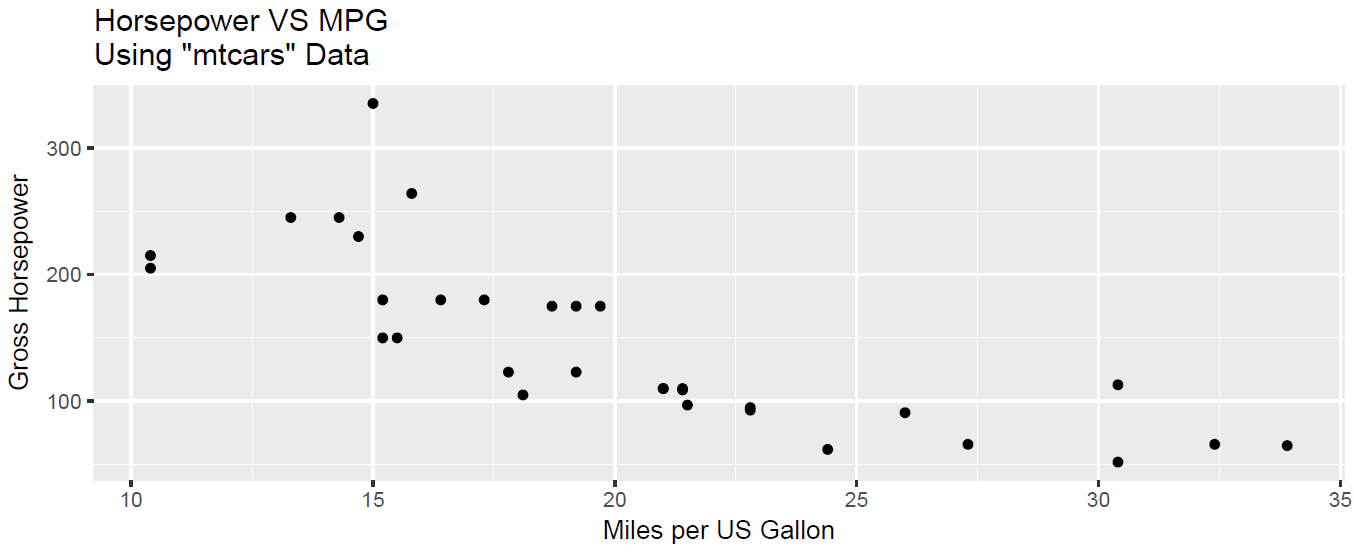 Horsepower VS MPG
Using "mtcars" Data
Gross Horsepower
300
200
100
10 15 20 25 30 35
Miles per US Gallon